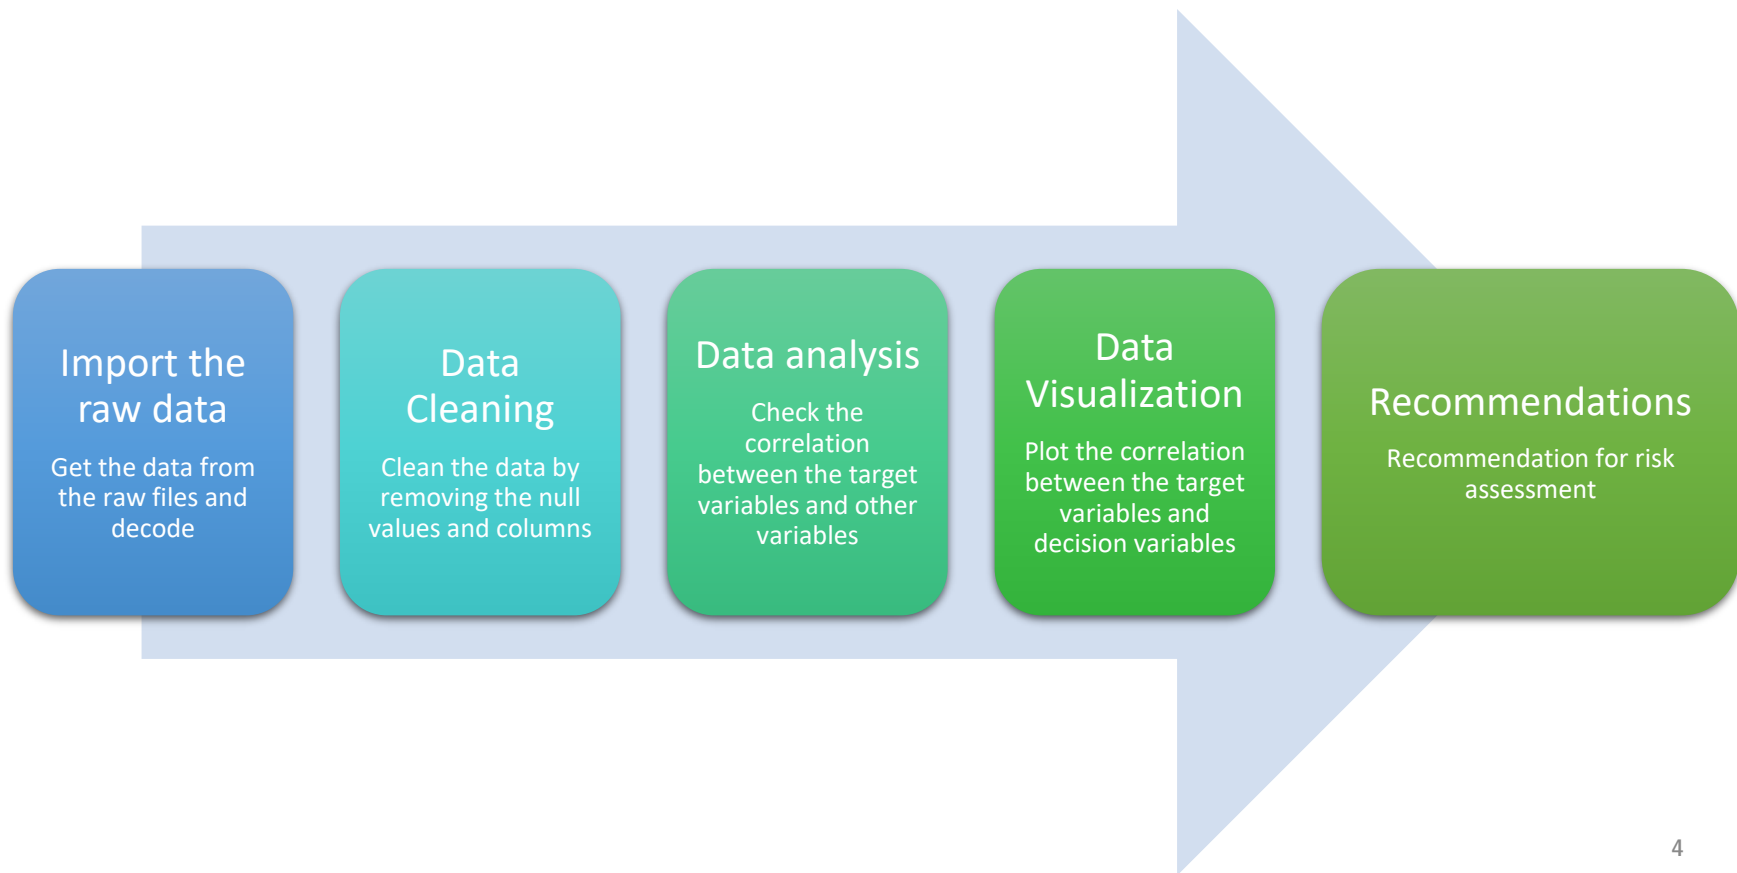 Import the
raw data
Get the data from
the raw files and
decode
Data
Cleaning
Clean the data by
removing the null
values and columns
Data analysis
Check the
correlation
between the target
variables and other
variables
Data
Visualization
Plot the correlation
between the target
variables and
decision variables
Recommendations
Recommendation for risk
assessment
4